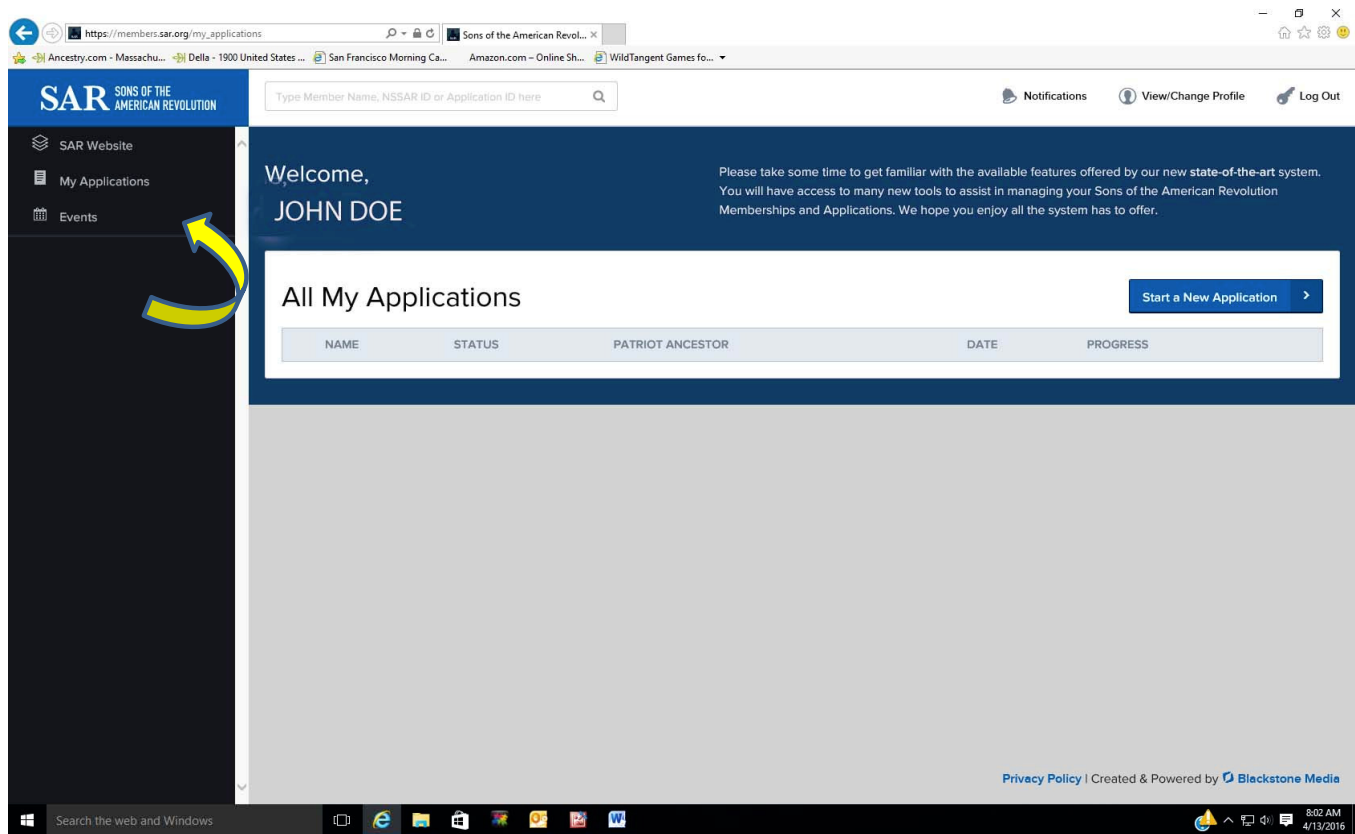 https://members.sar.org/my_applications
Sons of the American Revol...
Ancestry.com - Massachu... Della - 1900 United States ... San Francisco Morning Ca... Amazon.com – Online Sh... WildTangent Games fo...
SAR SONS OF THE AMERICAN REVOLUTION
Type Member Name, NSSAR ID or Application ID here
Notifications View/Change Profile Log Out
SAR Website
My Applications
Events
Welcome,
JOHN DOE
Please take some time to get familiar with the available features offered by our new state-of-the-art system.
You will have access to many new tools to assist in managing your Sons of the American Revolution
Memberships and Applications. We hope you enjoy all the system has to offer.
All My Applications
Start a New Application
NAME STATUS PATRIOT ANCESTOR DATE PROGRESS
Privacy Policy | Created & Powered by Blackstone Media
Search the web and Windows
8:02 AM
4/13/2016